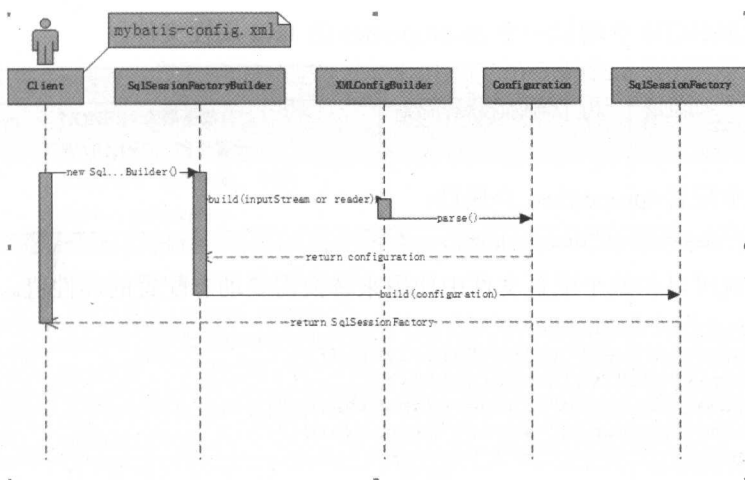 mybatis-config.xml
Client
SqlSessionFactoryBuilder
XMLConfigBuilder
Configuration
SqlSessionFactory
new Sql...Builder()
build(inputStream or reader)
parse()
return configuration
build(configuration)
return SqlSessionFactory